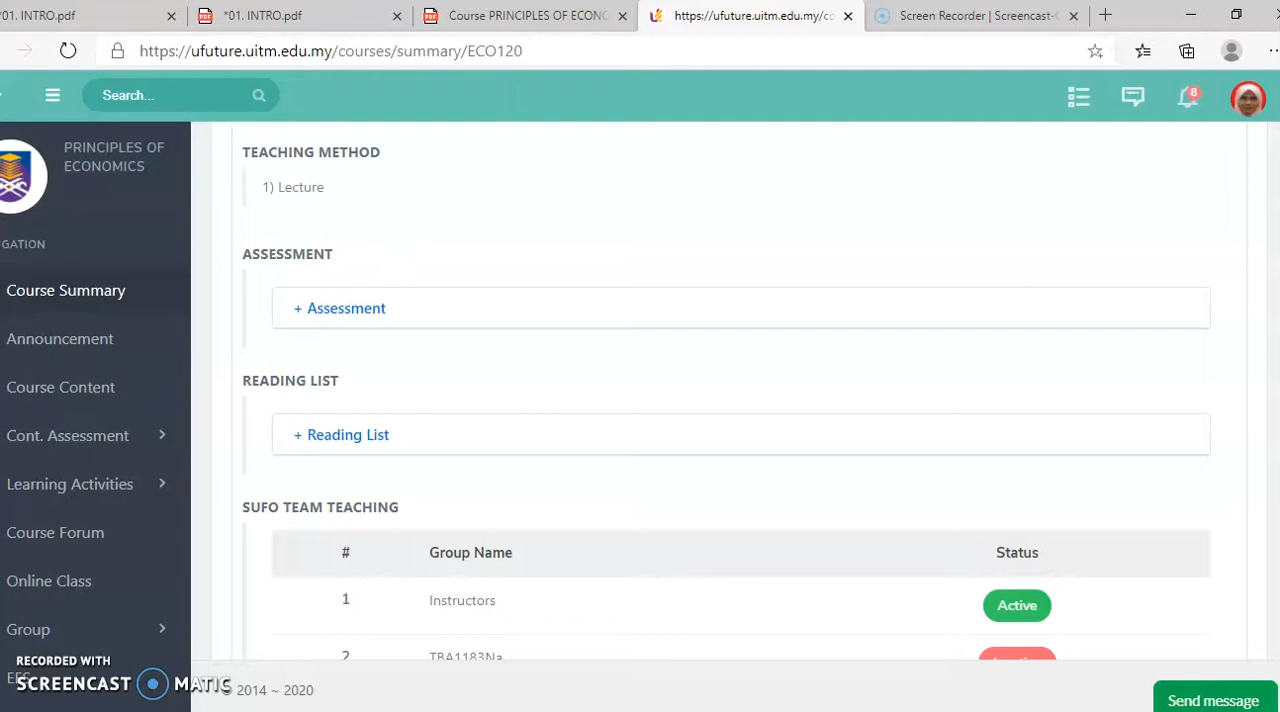 01. INTRO.pdf
*01. INTRO.pdf
Course PRINCIPLES OF ECON
https://ufuture.uitm.edu.my/co
Screen Recorder | Screencast-
https://ufuture.uitm.edu.my/courses/summary/ECO120
Search...
8
PRINCIPLES OF
ECONOMICS
GATION
Course Summary
Announcement
Course Content
Cont. Assessment
Learning Activities
Course Forum
Online Class
Group
TEACHING METHOD
1) Lecture
ASSESSMENT
+ Assessment
READING LIST
+ Reading List
SUFO TEAM TEACHING
# Group Name Status
1 Instructors Active
2 TBA1183Na
RECORDED WITH
SCREENCAST MATIC
2014 ~ 2020
Send message